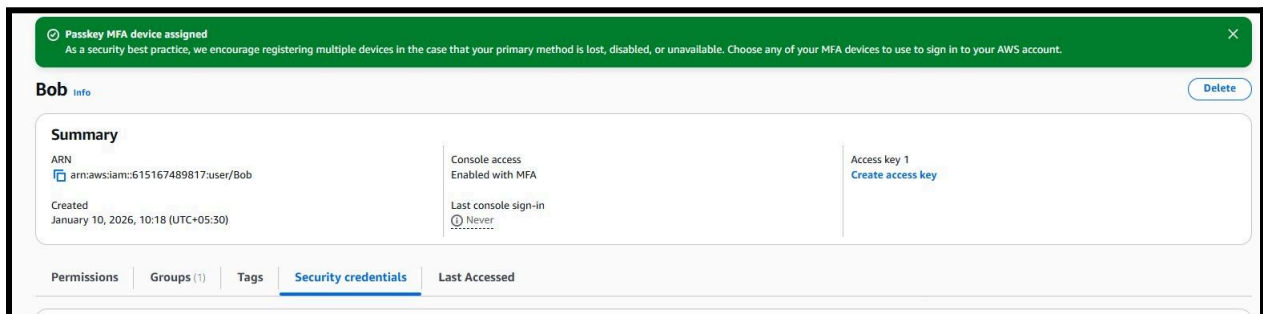 Passkey MFA device assigned
As a security best practice, we encourage registering multiple devices in the case that your primary method is lost, disabled, or unavailable. Choose any of your MFA devices to use to sign in to your AWS account.
Bob Info
Delete
Summary
ARN
arn:aws:iam::615167489817:user/Bob
Created
January 10, 2026, 10:18 (UTC+05:30)
Console access
Enabled with MFA
Last console sign-in
Never
Access key 1
Create access key
Permissions Groups (1) Tags Security credentials Last Accessed